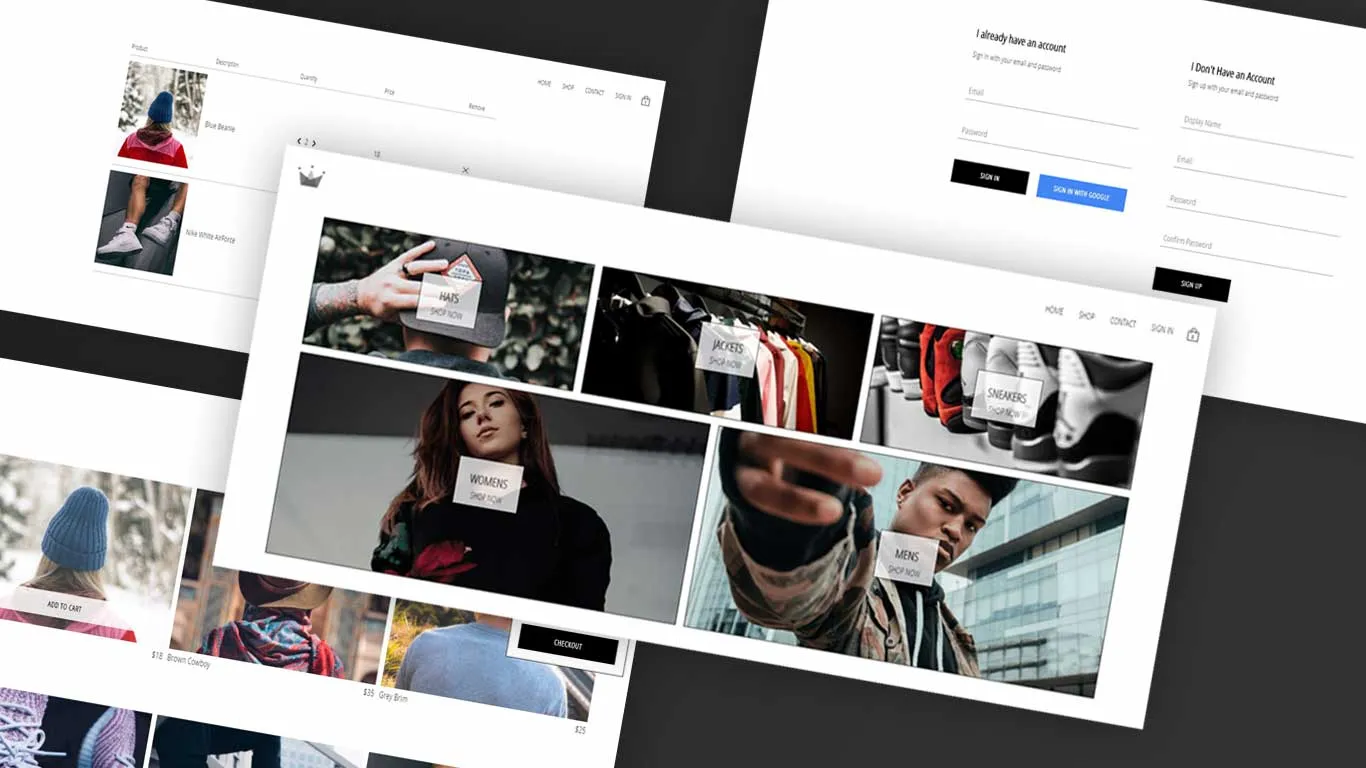 Product
Description
Quantity
Price
Remove
HOME
SHOP
CONTACT
SIGN IN
Blue Beanie
2
18
Nike White AirForce
I already have an account
Sign in with your email and password
Email
Password
SIGN IN
SIGN IN WITH GOOGLE
I Don't Have an Account
Sign up with your email and password
Display Name
Email
Password
Confirm Password
SIGN UP
HOME
SHOP
CONTACT
SIGN IN
HATS
SHOP NOW
JACKETS
SHOP NOW
SNEAKERS
SHOP NOW
WOMENS
SHOP NOW
MENS
SHOP NOW
ADD TO CART
$18
Brown Cowboy
$35
Grey Brim
$25
CHECKOUT